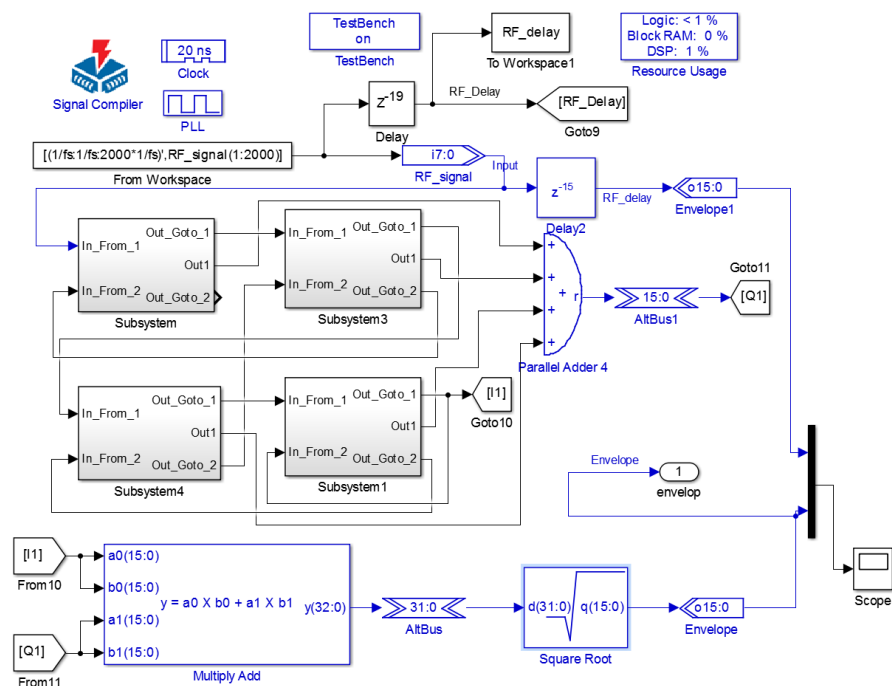 TestBench
on
TestBench
RF_delay
To Workspace1
Logic: < 1 %
Block RAM: 0 %
DSP: 1 %
Resource Usage
20 ns
Clock
Signal Compiler
PLL
z-19
Delay
RF_Delay
[RF_Delay]
Goto9
[(1/fs:1/fs:2000*1/fs)',RF_signal(1:2000)]
From Workspace
i7:0
RF_signal
Input
z-15
Delay2
RF_delay
o15:0
Envelope1
In_From_1
In_From_2
Out_Goto_1
Out1
Out_Goto_2
Subsystem
In_From_1
In_From_2
Out_Goto_1
Out1
Out_Goto_2
Subsystem3
+
+
+
+
+ r
Parallel Adder 4
15:0
AltBus1
Goto11
[Q1]
In_From_1
In_From_2
Out_Goto_1
Out1
Out_Goto_2
Subsystem4
In_From_1
In_From_2
Out_Goto_1
Out1
Out_Goto_2
Subsystem1
[I1]
Goto10
Envelope
1
envelop
Scope
[I1]
From10
[Q1]
From11
a0(15:0)
b0(15:0)
a1(15:0)
b1(15:0)
y = a0 X b0 + a1 X b1
y(32:0)
Multiply Add
31:0
AltBus
d(31:0)
q(15:0)
Square Root
o15:0
Envelope